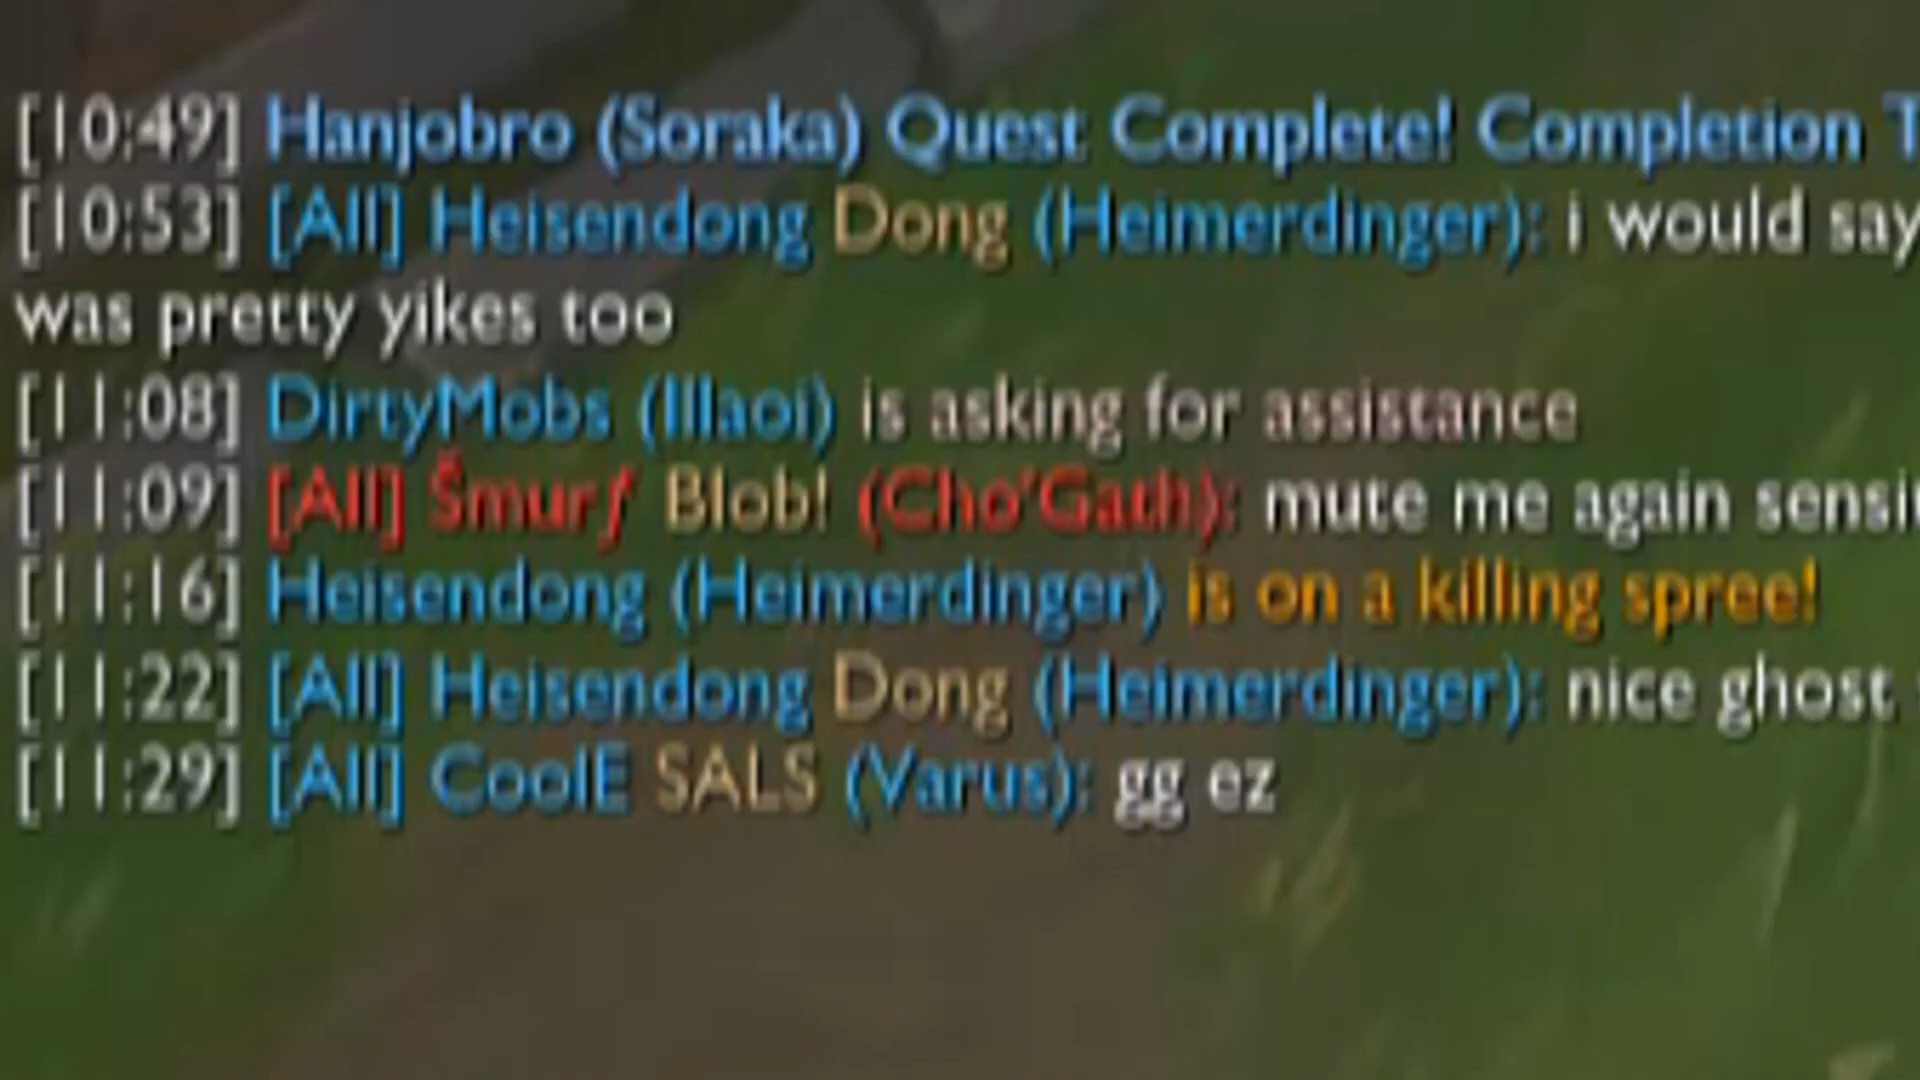 [10:49] Hanjobro (Soraka) Quest Complete! Completion
[10:53] [All] Heisendong Dong (Heimerdinger): i would say
was pretty yikes too
[11:08] DirtyMobs (Illaoi) is asking for assistance
[11:09] [All] Šmurƒ Blob! (Cho'Gath): mute me again
[11:16] Heisendong (Heimerdinger) is on a killing spree!
[11:22] [All] Heisendong Dong (Heimerdinger): nice ghost
[11:29] [All] CoolE SALS (Varus): gg ez